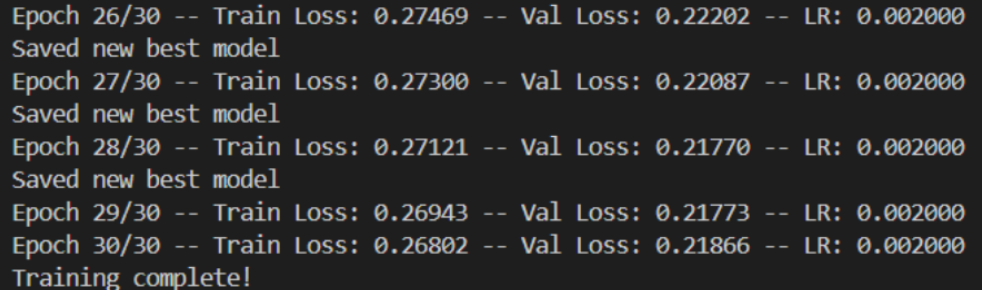 Epoch 26/30 -- Train Loss: 0.27469 -- Val Loss: 0.22202 -- LR: 0.002000
Saved new best model
Epoch 27/30 -- Train Loss: 0.27300 -- Val Loss: 0.22087 -- LR: 0.002000
Saved new best model
Epoch 28/30 -- Train Loss: 0.27121 -- Val Loss: 0.21770 -- LR: 0.002000
Saved new best model
Epoch 29/30 -- Train Loss: 0.26943 -- Val Loss: 0.21773 -- LR: 0.002000
Epoch 30/30 -- Train Loss: 0.26802 -- Val Loss: 0.21866 -- LR: 0.002000
Training complete!